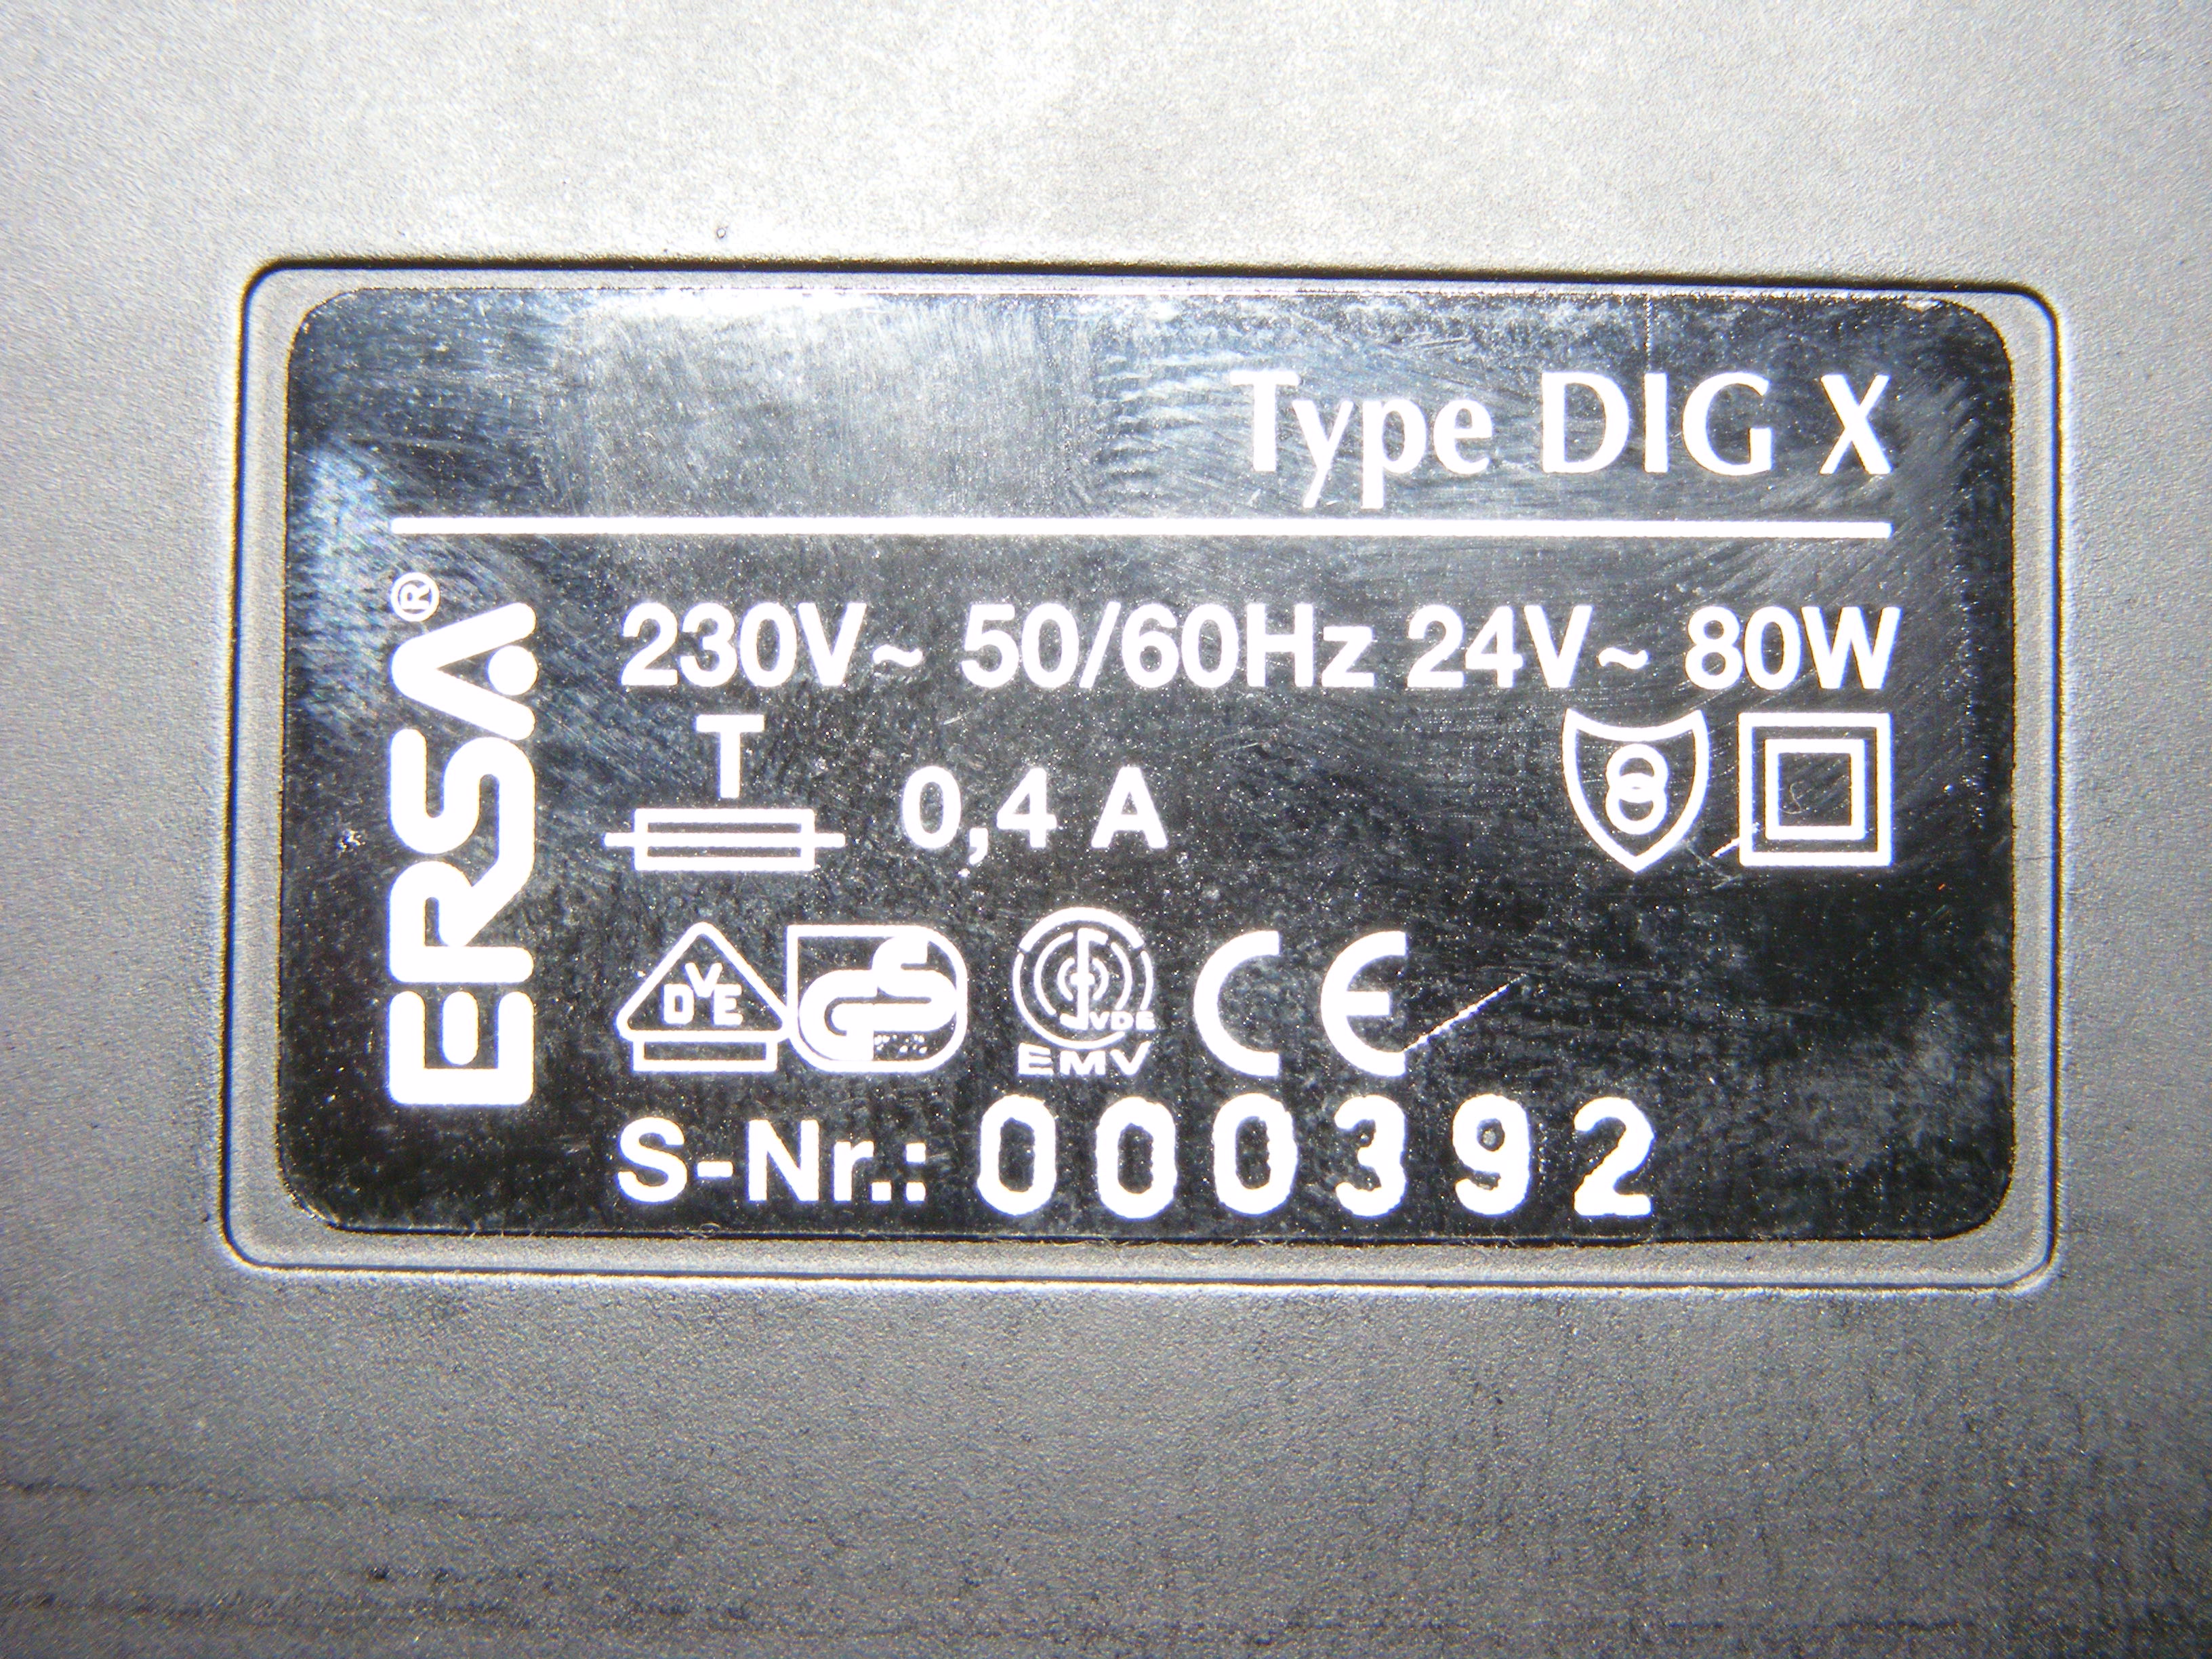 Type DIG X
ERSA®
230V~ 50/60Hz 24V~ 80W
T
0,4 A
DVE GS VDE CE
EMV
S-Nr.: 000392